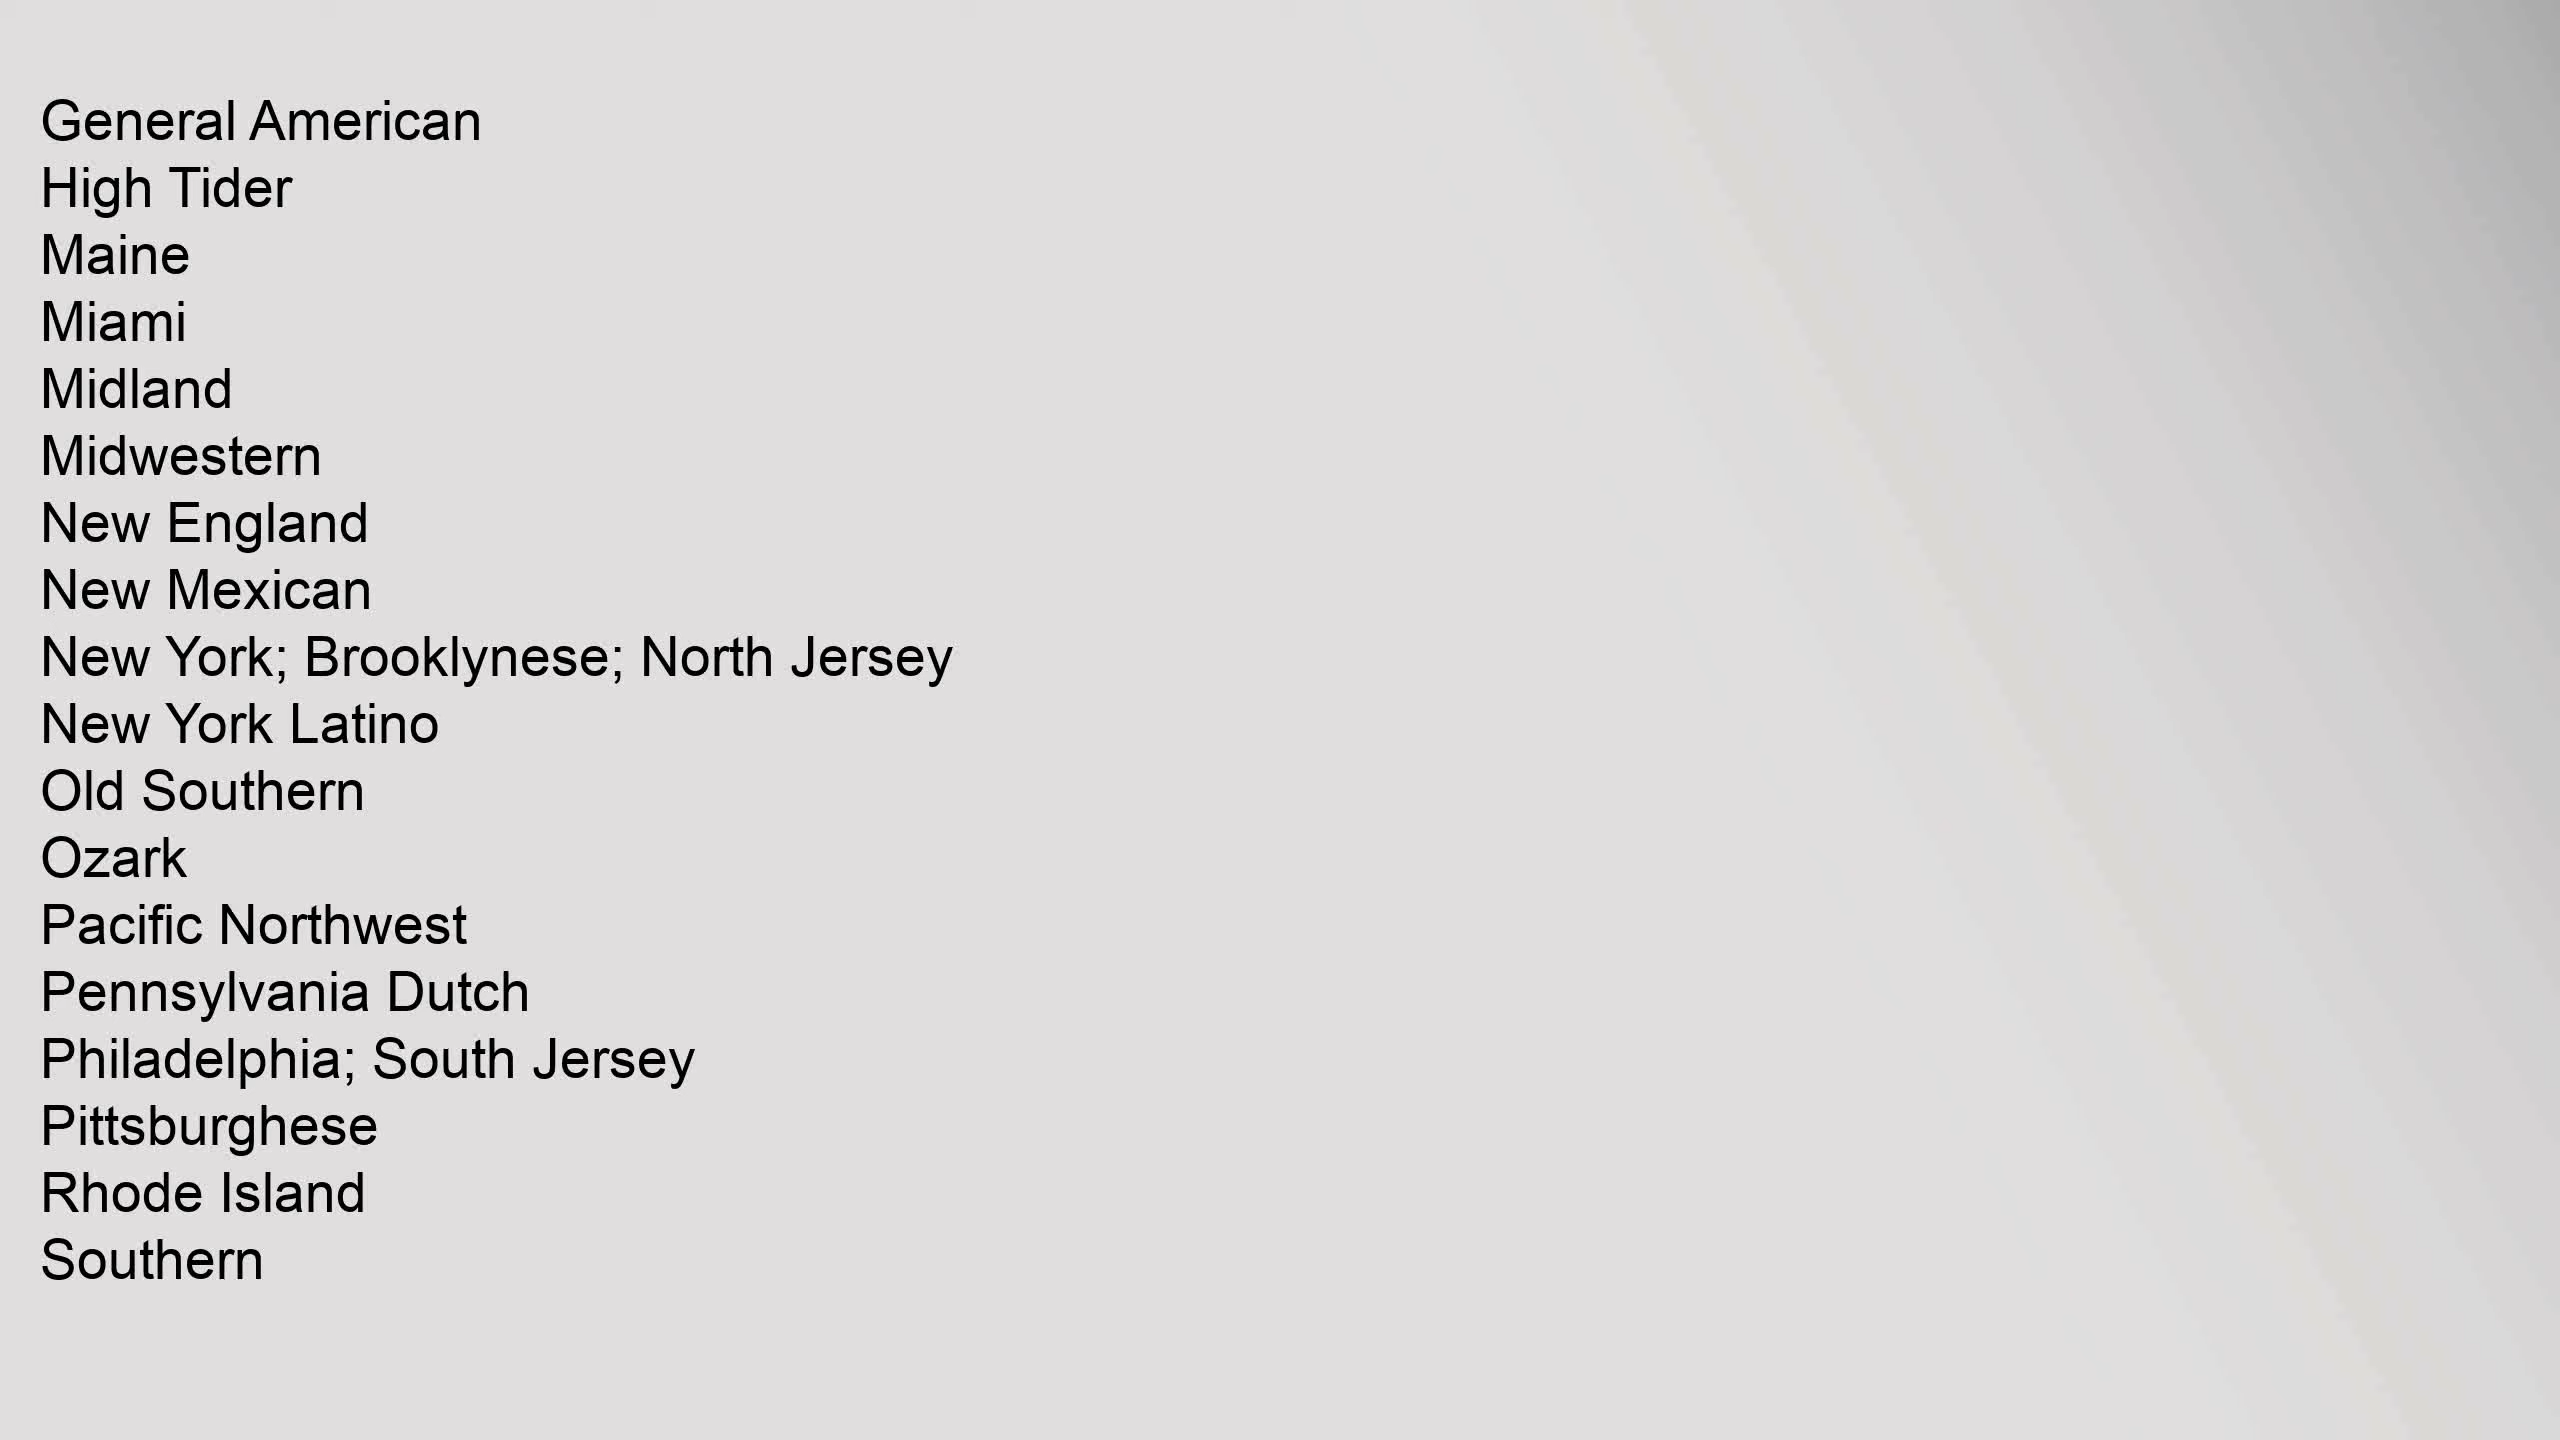 General American
High Tider
Maine
Miami
Midland
Midwestern
New England
New Mexican
New York; Brooklynese; North Jersey
New York Latino
Old Southern
Ozark
Pacific Northwest
Pennsylvania Dutch
Philadelphia; South Jersey
Pittsburghese
Rhode Island
Southern